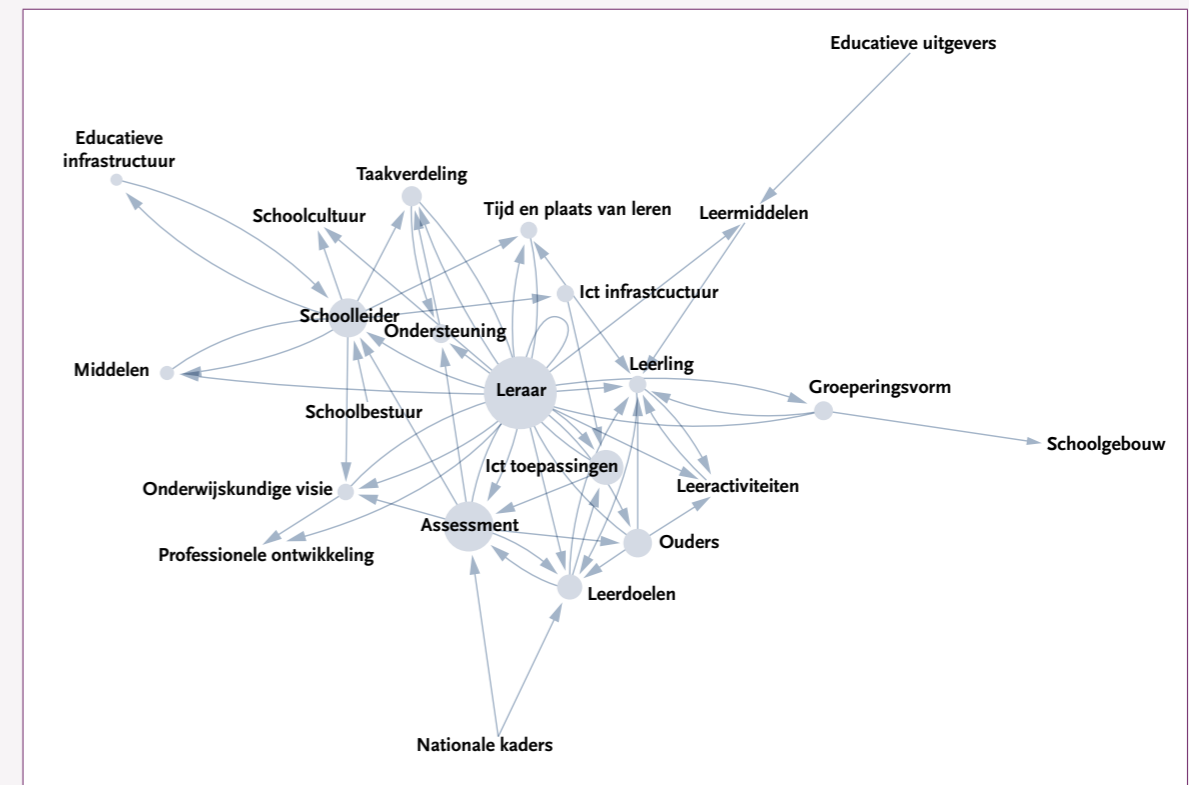 Educatieve uitgevers
Educatieve
infrastructuur
Taakverdeling
Schoolcultuur
Tijd en plaats van leren
Leermiddelen
Ict infrastcuctuur
Schoolleider
Ondersteuning
Leerling
Middelen
Leraar
Groeperingsvorm
Schoolbestuur
Schoolgebouw
Ict toepassingen
Onderwijskundige visie
Leeractiviteiten
Assessment
Ouders
Professionele ontwikkeling
Leerdoelen
Nationale kaders